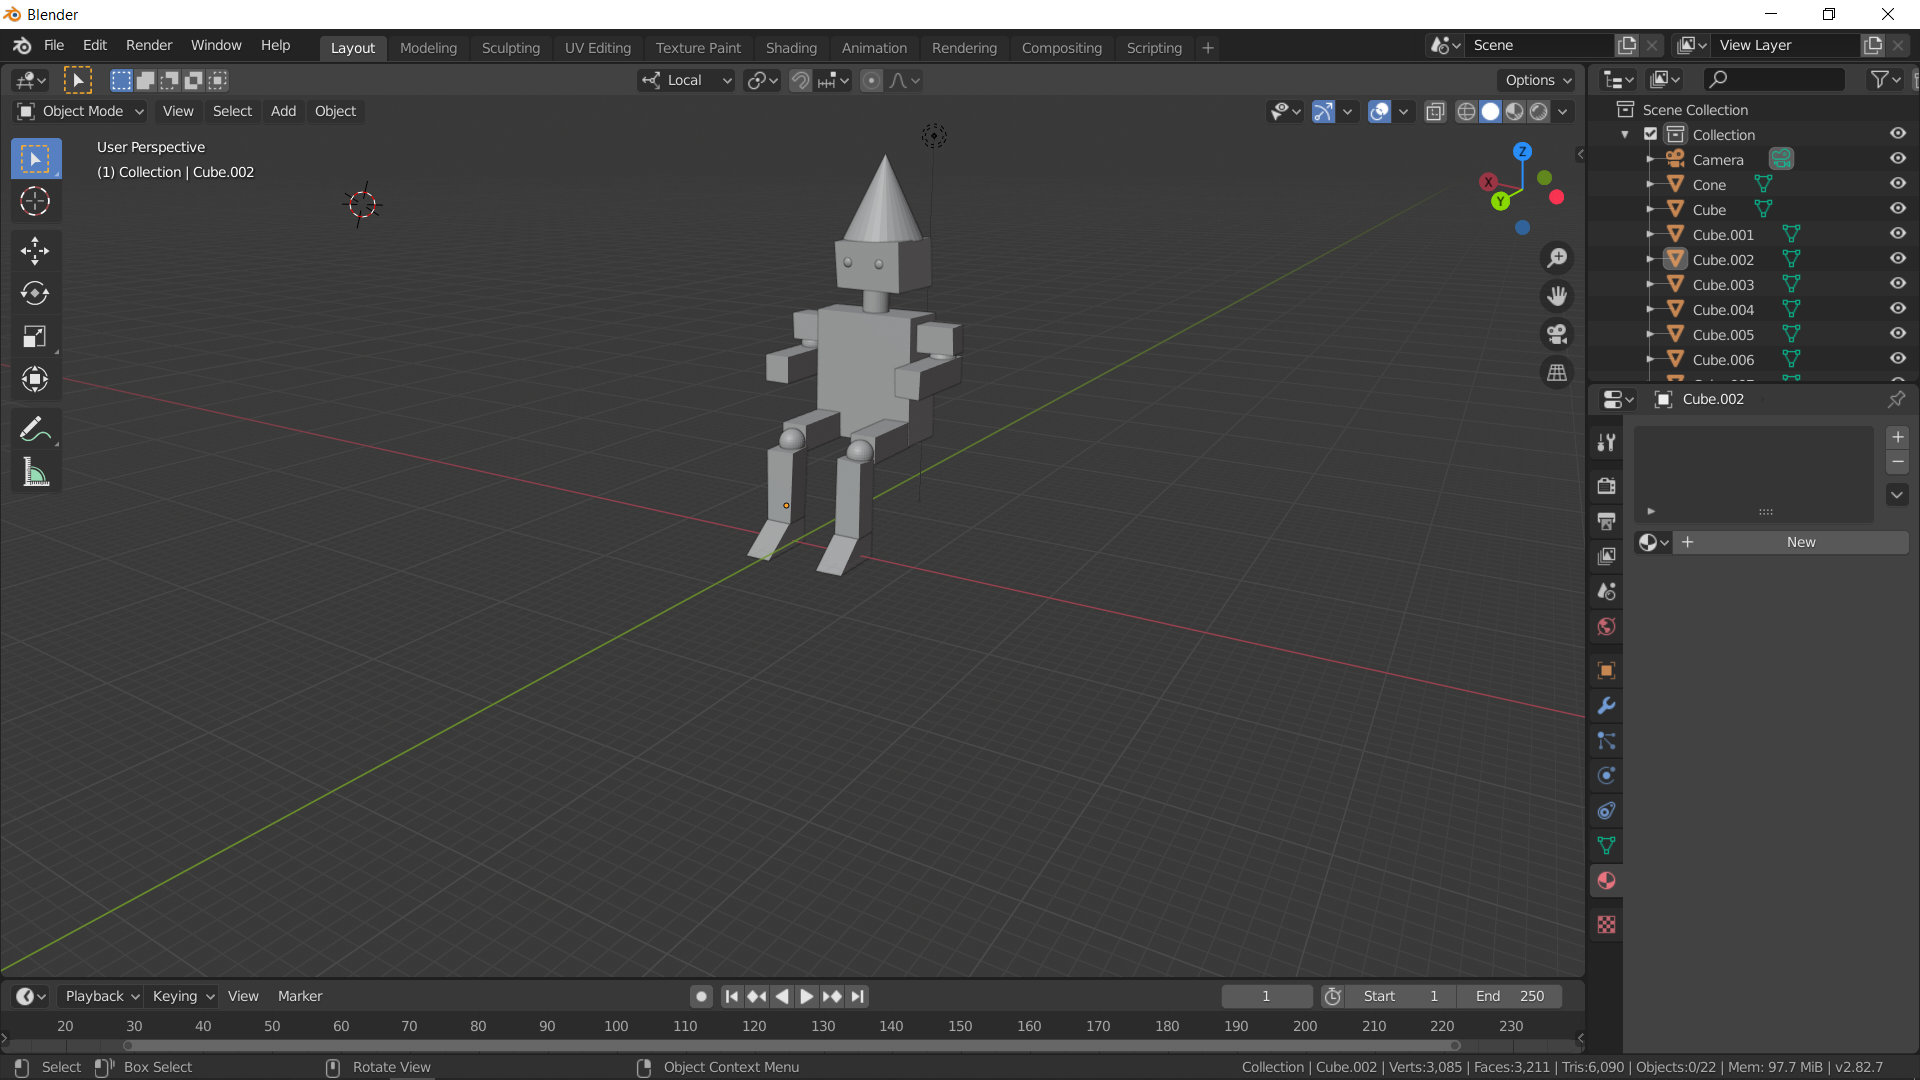 Blender
File Edit Render Window Help Layout Modeling Sculpting UV Editing Texture Paint Shading Animation Rendering Compositing Scripting + Scene View Layer
Local Options
Object Mode View Select Add Object
User Perspective
(1) Collection | Cube.002
Z
X
Y
Scene Collection
Collection
Camera
Cone
Cube
Cube.001
Cube.002
Cube.003
Cube.004
Cube.005
Cube.006
Cube.002
New
Playback Keying View Marker 1 Start 1 End 250
20 30 40 50 60 70 80 90 100 110 120 130 140 150 160 170 180 190 200 210 220 230
Select Box Select Rotate View Object Context Menu Collection | Cube.002 | Verts:3,085 | Faces:3,211 | Tris:6,090 | Objects:0/22 | Mem: 97.7 MiB | v2.82.7